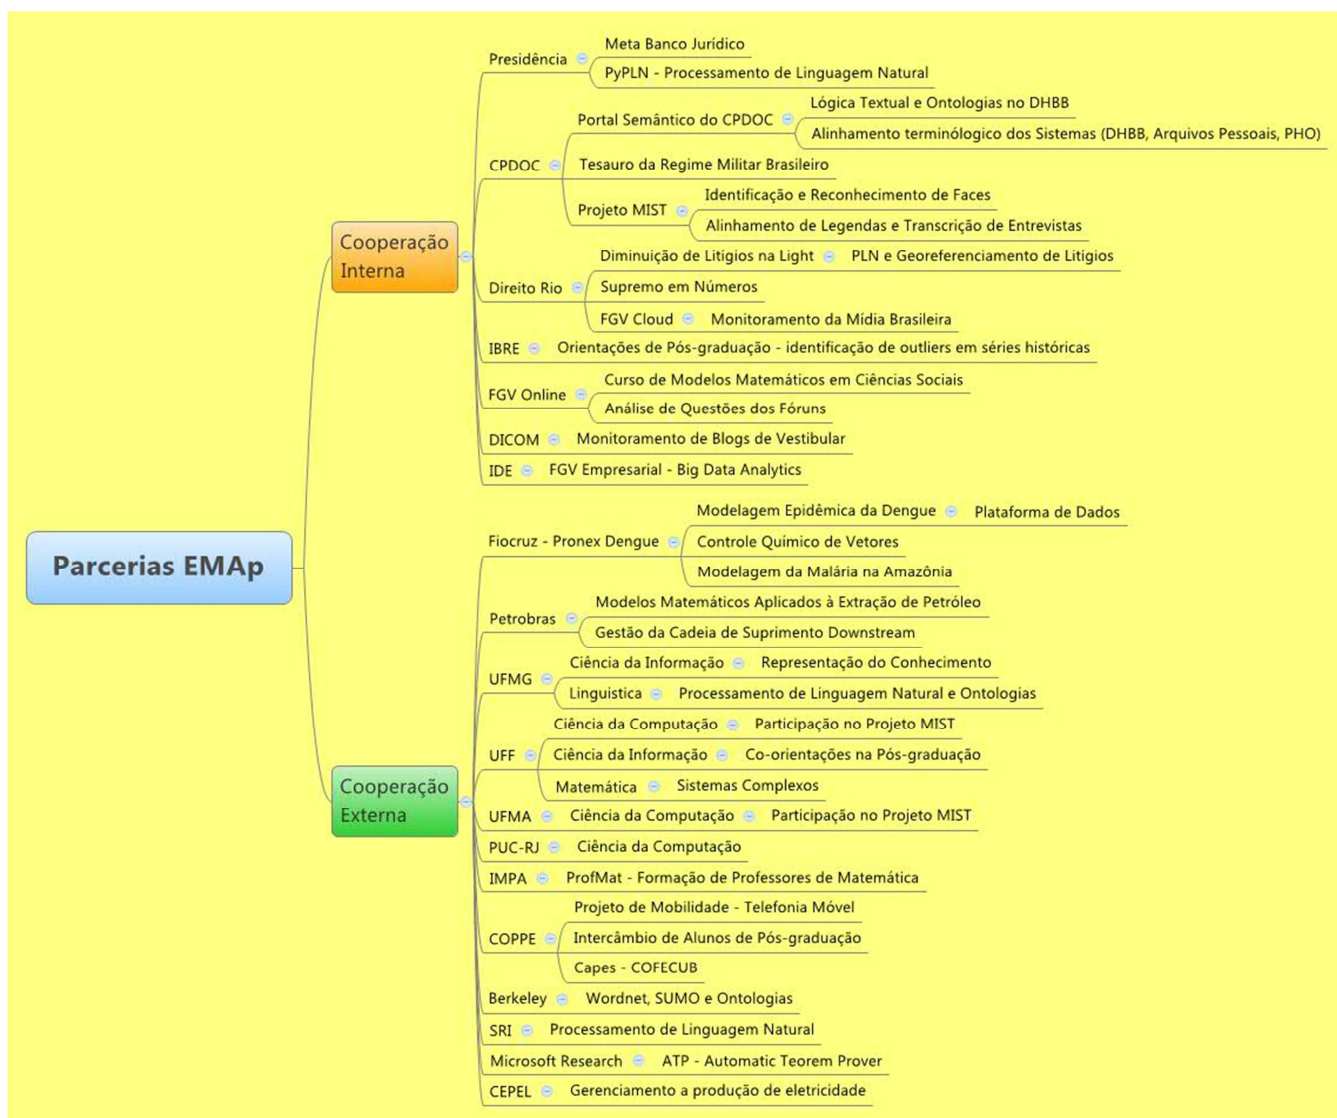 Parcerias EMAp
Cooperação
Interna
Presidência
Meta Banco Jurídico
PyPLN - Processamento de Linguagem Natural
CPDOC
Portal Semântico do CPDOC
Lógica Textual e Ontologias no DHBB
Alinhamento terminólogico dos Sistemas (DHBB, Arquivos Pessoais, PHO)
Tesauro da Regime Militar Brasileiro
Projeto MIST
Identificação e Reconhecimento de Faces
Alinhamento de Legendas e Transcrição de Entrevistas
Direito Rio
Diminuição de Litigios na Light
PLN e Georeferenciamento de Litigios
Supremo em Números
FGV Cloud
Monitoramento da Mídia Brasileira
IBRE
Orientações de Pós-graduação - identificação de outliers em séries históricas
FGV Online
Curso de Modelos Matemáticos em Ciências Sociais
Análise de Questões dos Fóruns
DICOM
Monitoramento de Blogs de Vestibular
IDE
FGV Empresarial - Big Data Analytics
Cooperação
Externa
Fiocruz - Pronex Dengue
Modelagem Epidêmica da Dengue
Plataforma de Dados
Controle Químico de Vetores
Modelagem da Malária na Amazônia
Petrobras
Modelos Matemáticos Aplicados à Extração de Petróleo
Gestão da Cadeia de Suprimento Downstream
UFMG
Ciência da Informação
Representação do Conhecimento
Linguistica
Processamento de Linguagem Natural e Ontologias
UFF
Ciência da Computação
Participação no Projeto MIST
Ciência da Informação
Co-orientações na Pós-graduação
Matemática
Sistemas Complexos
UFMA
Ciência da Computação
Participação no Projeto MIST
PUC-RJ
Ciência da Computação
IMPA
ProfMat - Formação de Professores de Matemática
COPPE
Projeto de Mobilidade - Telefonia Móvel
Intercâmbio de Alunos de Pós-graduação
Capes - COFECUB
Berkeley
Wordnet, SUMO e Ontologias
SRI
Processamento de Linguagem Natural
Microsoft Research
ATP - Automatic Teorem Prover
CEPEL
Gerenciamento a produção de eletricidade